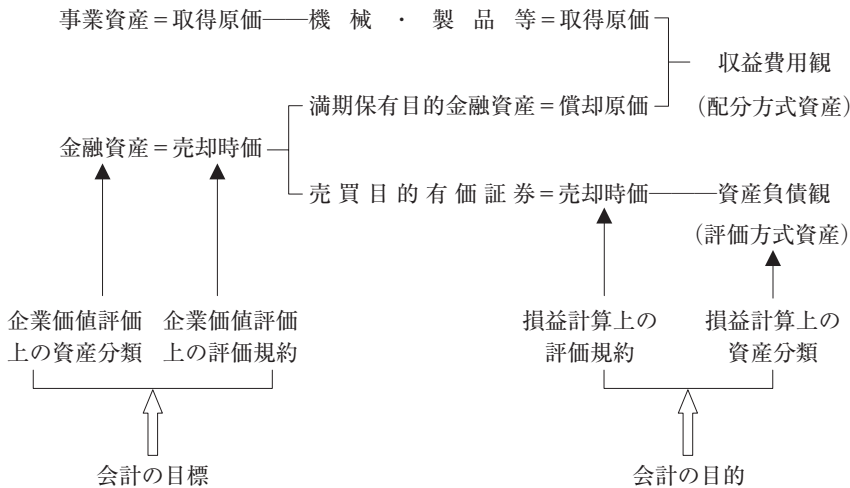 事業資産＝取得原価――機械・製品等＝取得原価
収益費用観
満期保有目的金融資産＝償却原価
（配分方式資産）
金融資産＝売却時価
売買目的有価証券＝売却時価―――資産負債観
（評価方式資産）
企業価値評価
上の資産分類
企業価値評価
上の評価規約
損益計算上の
評価規約
損益計算上の
資産分類
会計の目標
会計の目的